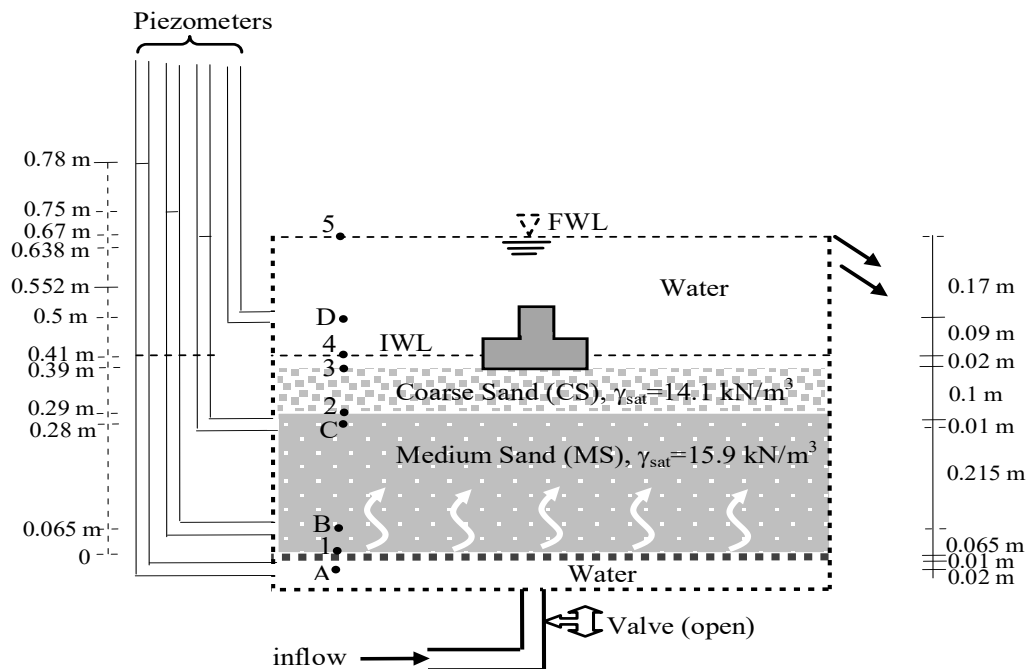 Piezometers
0.78 m
0.75 m
0.67 m
0.638 m
0.552 m
0.5 m
0.41 m
0.39 m
0.29 m
0.28 m
0.065 m
0
5
FWL
Water
D
4
IWL
3
Coarse Sand (CS), γsat=14.1 kN/m³
2
C
Medium Sand (MS), γsat=15.9 kN/m³
B
1
A
Water
Valve (open)
inflow
0.17 m
0.09 m
0.02 m
0.1 m
0.01 m
0.215 m
0.065 m
0.01 m
0.02 m